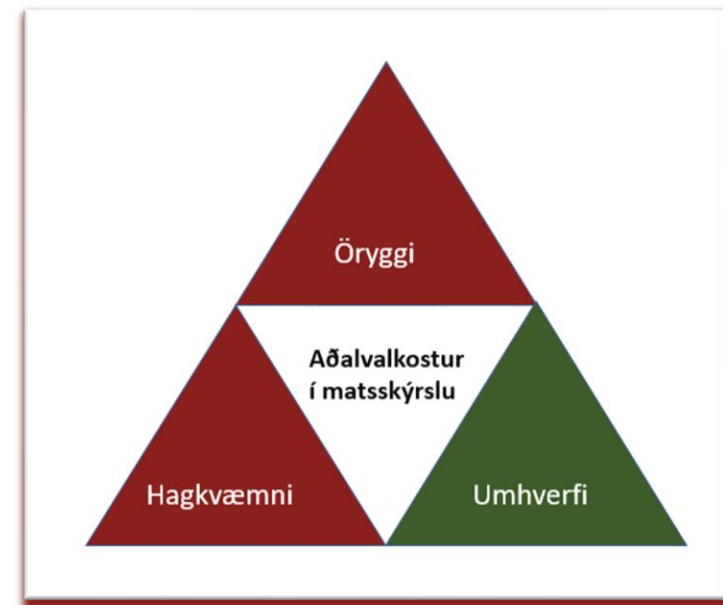 Öryggi
Aðalvalkostur
í matsskýrslu
Hagkvæmni
Umhverfi